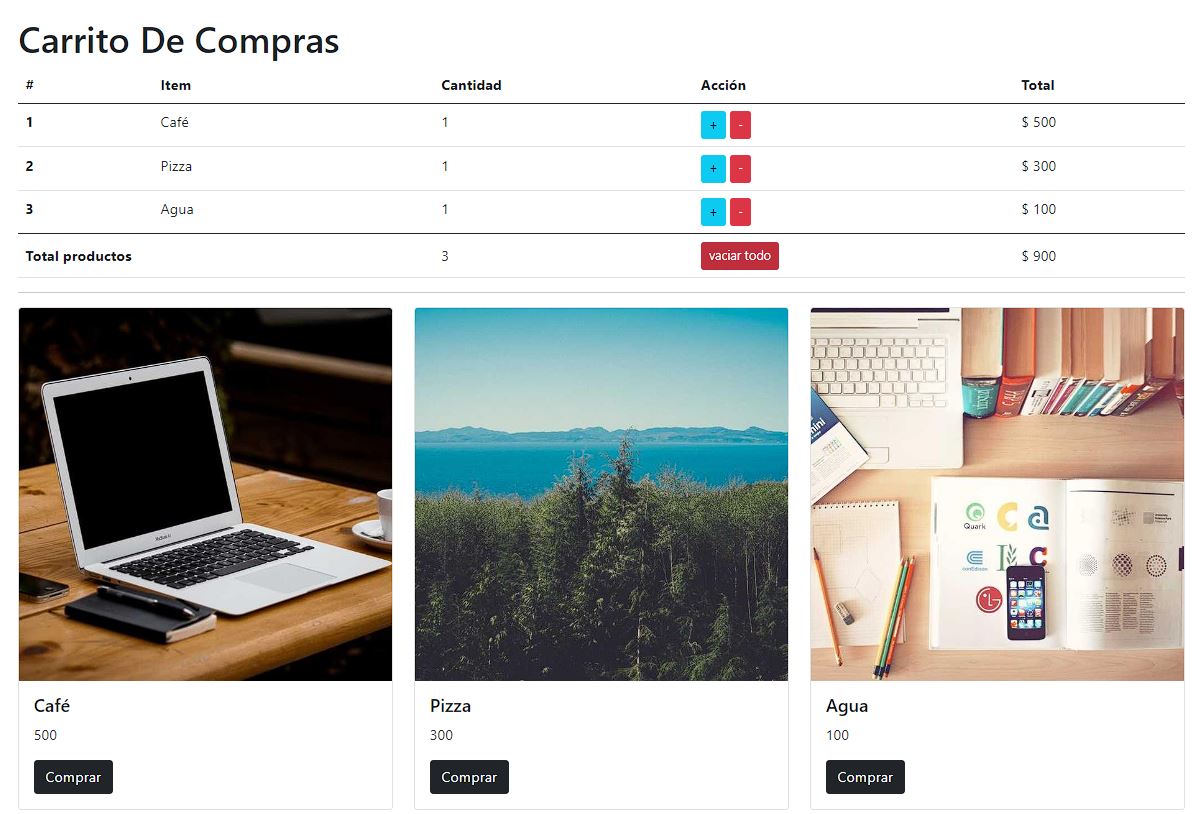 Carrito De Compras
# Item Cantidad Acción Total
1 Café 1 + - $ 500
2 Pizza 1 + - $ 300
3 Agua 1 + - $ 100
Total productos 3 vaciar todo $ 900
Quark
Café
500
Comprar
Pizza
300
Comprar
Agua
100
Comprar